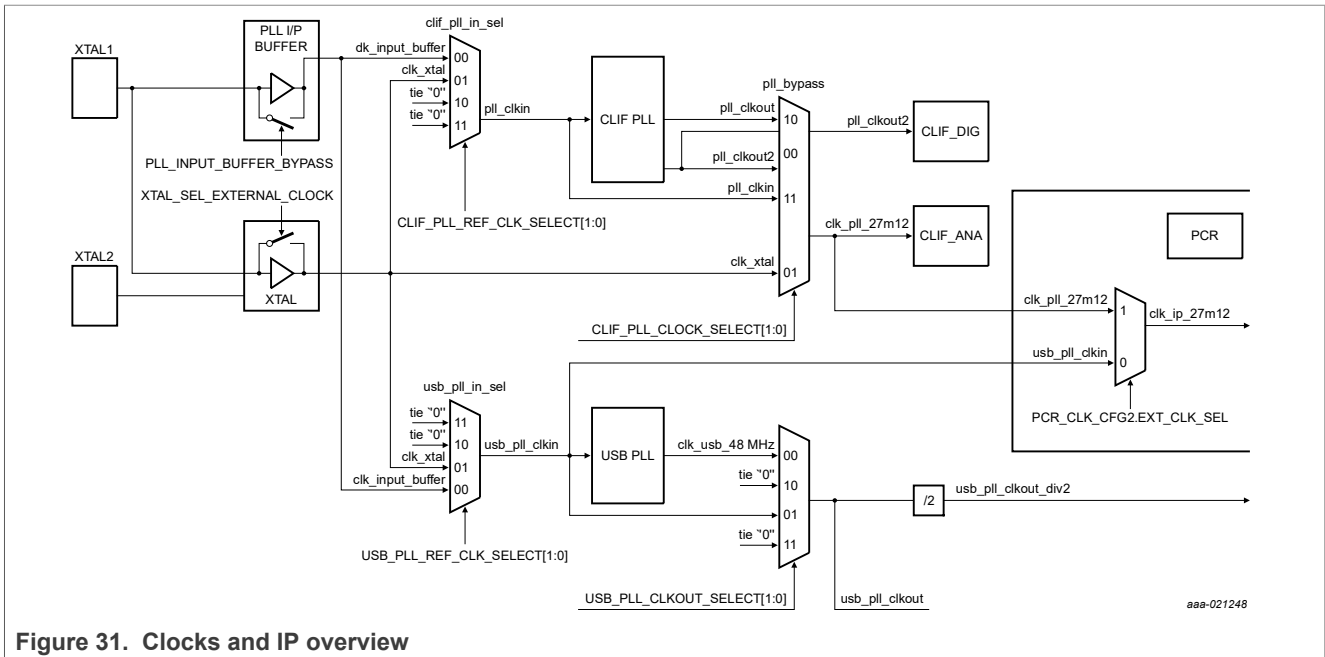 XTAL1
PLL I/P
BUFFER
PLL_INPUT_BUFFER_BYPASS
XTAL_SEL_EXTERNAL_CLOCK
XTAL2
XTAL
clif_pll_in_sel
dk_input_buffer
00
clk_xtal
01
tie '"0"
10
tie '"0"
11
pll_clkin
CLIF_PLL_REF_CLK_SELECT[1:0]
CLIF PLL
pll_bypass
pll_clkout
10
00
pll_clkout2
pll_clkin
11
clk_xtal
01
CLIF_PLL_CLOCK_SELECT[1:0]
pll_clkout2
CLIF_DIG
clk_pll_27m12
CLIF_ANA
PCR
clk_pll_27m12
1
usb_pll_clkin
0
clk_ip_27m12
PCR_CLK_CFG2.EXT_CLK_SEL
usb_pll_in_sel
tie '"0"
11
tie '"0"
10
clk_xtal
01
clk_input_buffer
00
usb_pll_clkin
USB_PLL_REF_CLK_SELECT[1:0]
USB PLL
clk_usb_48 MHz
00
tie '"0"
10
01
tie '"0"
11
USB_PLL_CLKOUT_SELECT[1:0]
/2
usb_pll_clkout_div2
usb_pll_clkout
aaa-021248
Figure 31. Clocks and IP overview